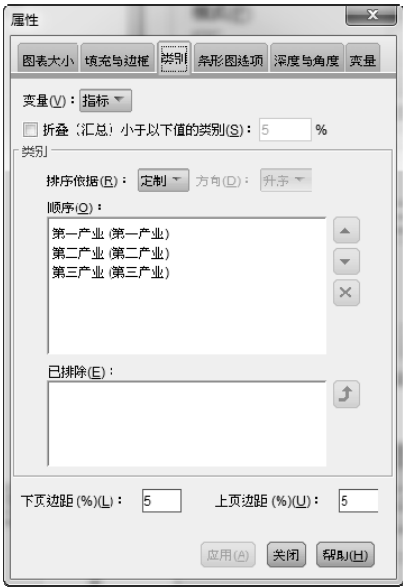 属性
图表大小 填充与边框 类别 条形图选项 深度与角度 变量
变量(V)：指标
折叠（汇总）小于以下值的类别(S)： 5 %
类别
排序依据(R)： 定制 方向(D)： 升序
顺序(O)：
第一产业 (第一产业)
第二产业 (第二产业)
第三产业 (第三产业)
已排除(E)：
下页边距 (%)(L)： 5 上页边距 (%)(U)： 5
应用(A) 关闭 帮助(H)